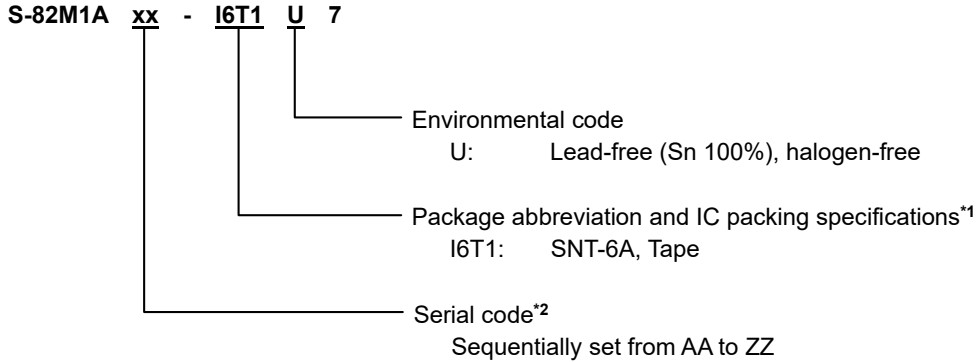 S-82M1A xx - I6T1 U 7
Environmental code
U: Lead-free (Sn 100%), halogen-free
Package abbreviation and IC packing specifications*1
I6T1: SNT-6A, Tape
Serial code*2
Sequentially set from AA to ZZ